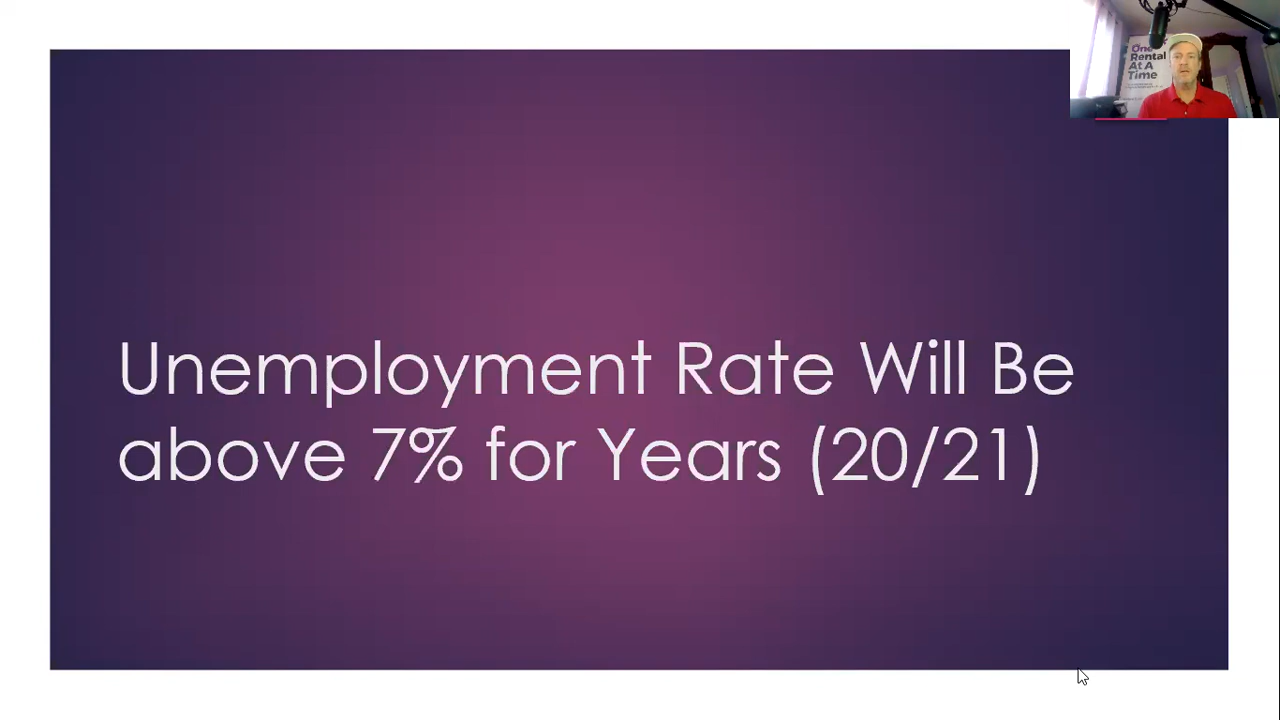 One
Rental
At A
Time
Unemployment Rate Will Be
above 7% for Years (20/21)